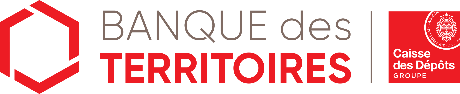 BANQUE des
TERRITOIRES
Caisse
des Dépôts
GROUPE